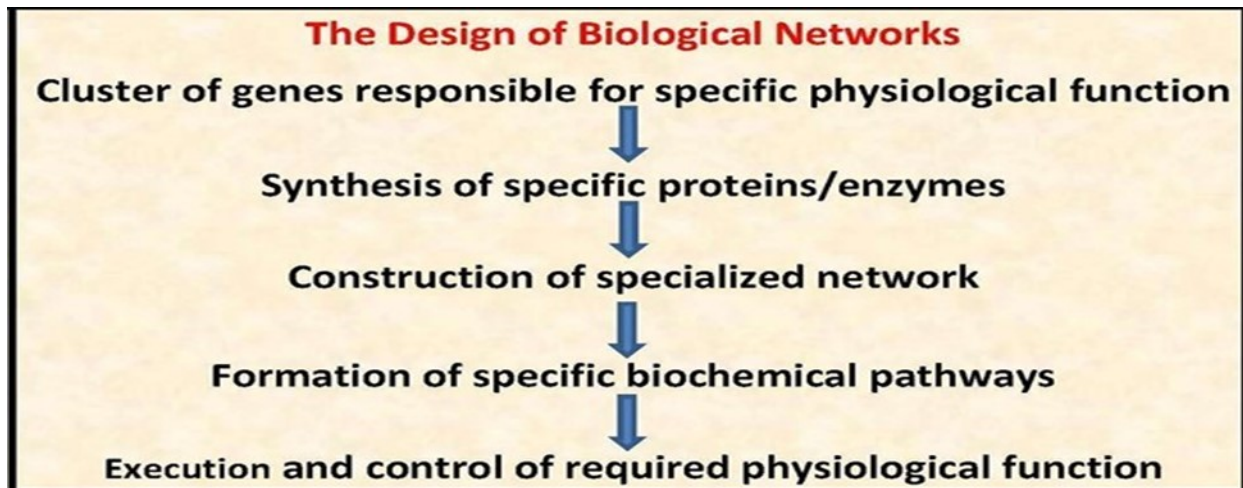 The Design of Biological Networks
Cluster of genes responsible for specific physiological function
Synthesis of specific proteins/enzymes
Construction of specialized network
Formation of specific biochemical pathways
Execution and control of required physiological function